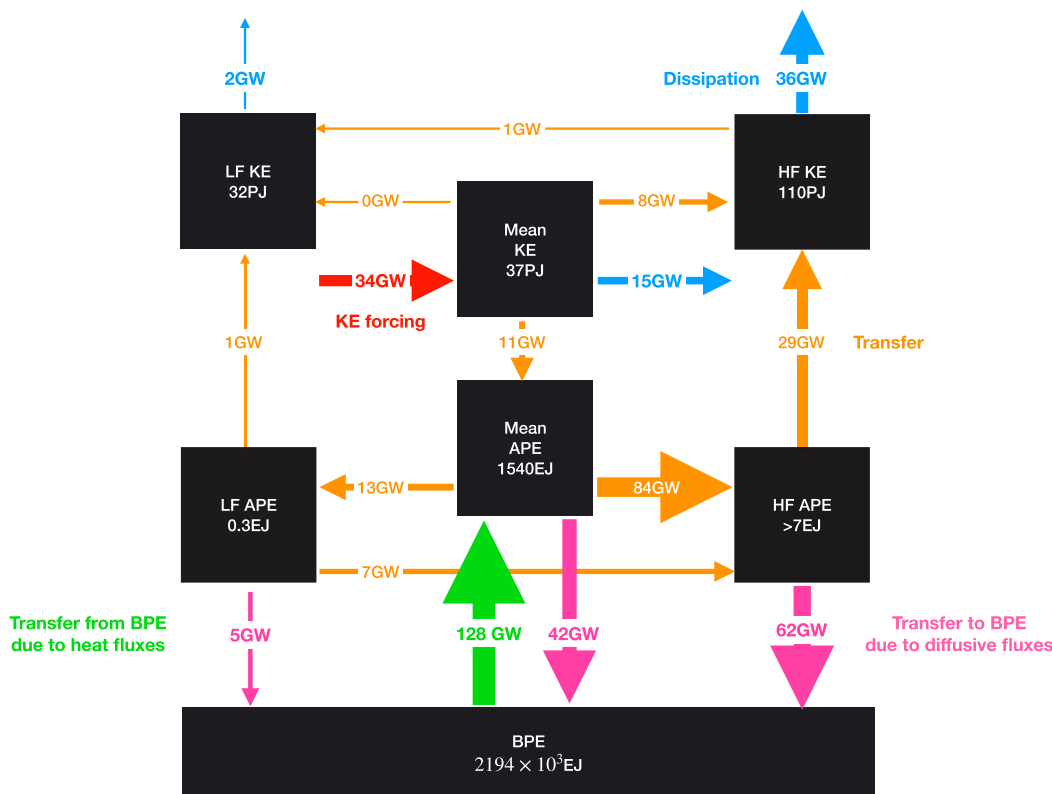 2GW
Dissipation
36GW
1GW
LF KE
32PJ
HF KE
110PJ
0GW
Mean
KE
37PJ
8GW
34GW
15GW
KE forcing
1GW
11GW
29GW
Transfer
Mean
APE
1540EJ
13GW
84GW
LF APE
0.3EJ
HF APE
>7EJ
7GW
Transfer from BPE
due to heat fluxes
5GW
128 GW
42GW
62GW
Transfer to BPE
due to diffusive fluxes
BPE
2194 × 10³EJ